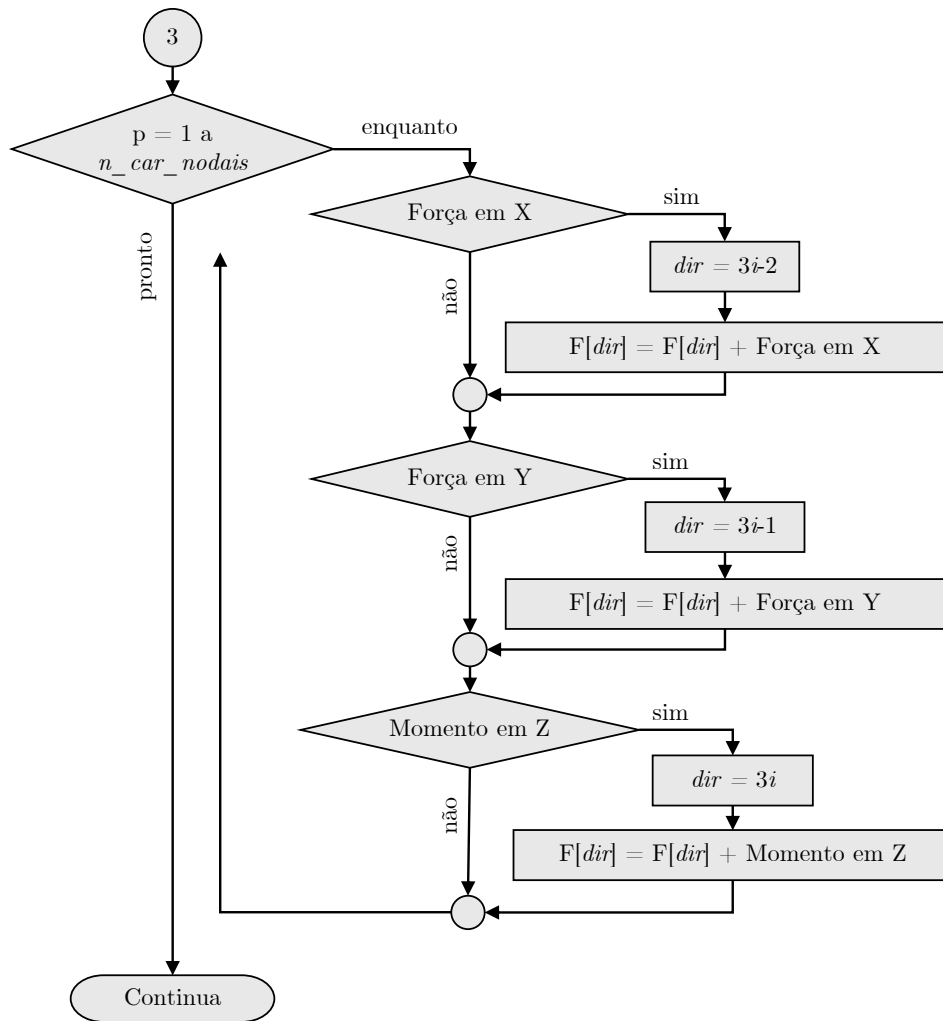 3
p = 1 a
n_car_nodais
enquanto
pronto
Força em X
sim
não
dir = 3i-2
F[dir] = F[dir] + Força em X
Força em Y
sim
não
dir = 3i-1
F[dir] = F[dir] + Força em Y
Momento em Z
sim
não
dir = 3i
F[dir] = F[dir] + Momento em Z
Continua